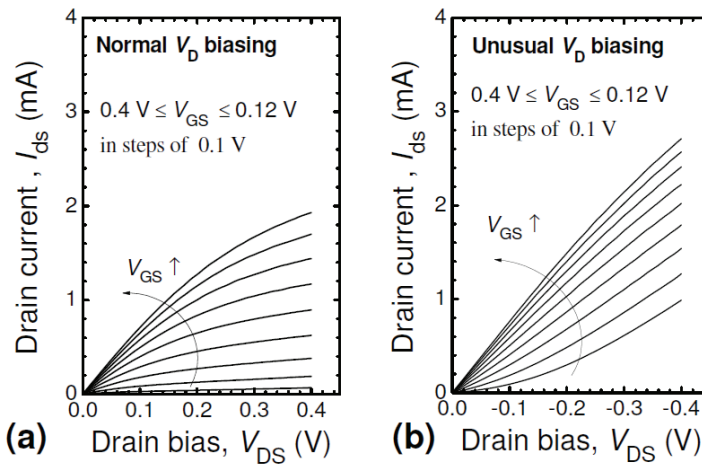 Normal V_D biasing
0.4 V ≤ V_GS ≤ 0.12 V
in steps of 0.1 V
V_GS ↑
Drain current , I_ds (mA)
4
3
2
1
0
0.0 0.1 0.2 0.3 0.4
(a) Drain bias, V_DS (V)
Unusual V_D biasing
0.4 V ≤ V_GS ≤ 0.12 V
in steps of 0.1 V
V_GS ↑
Drain current , I_ds (mA)
4
3
2
1
0
0.0 -0.1 -0.2 -0.3 -0.4
(b) Drain bias, V_DS (V)